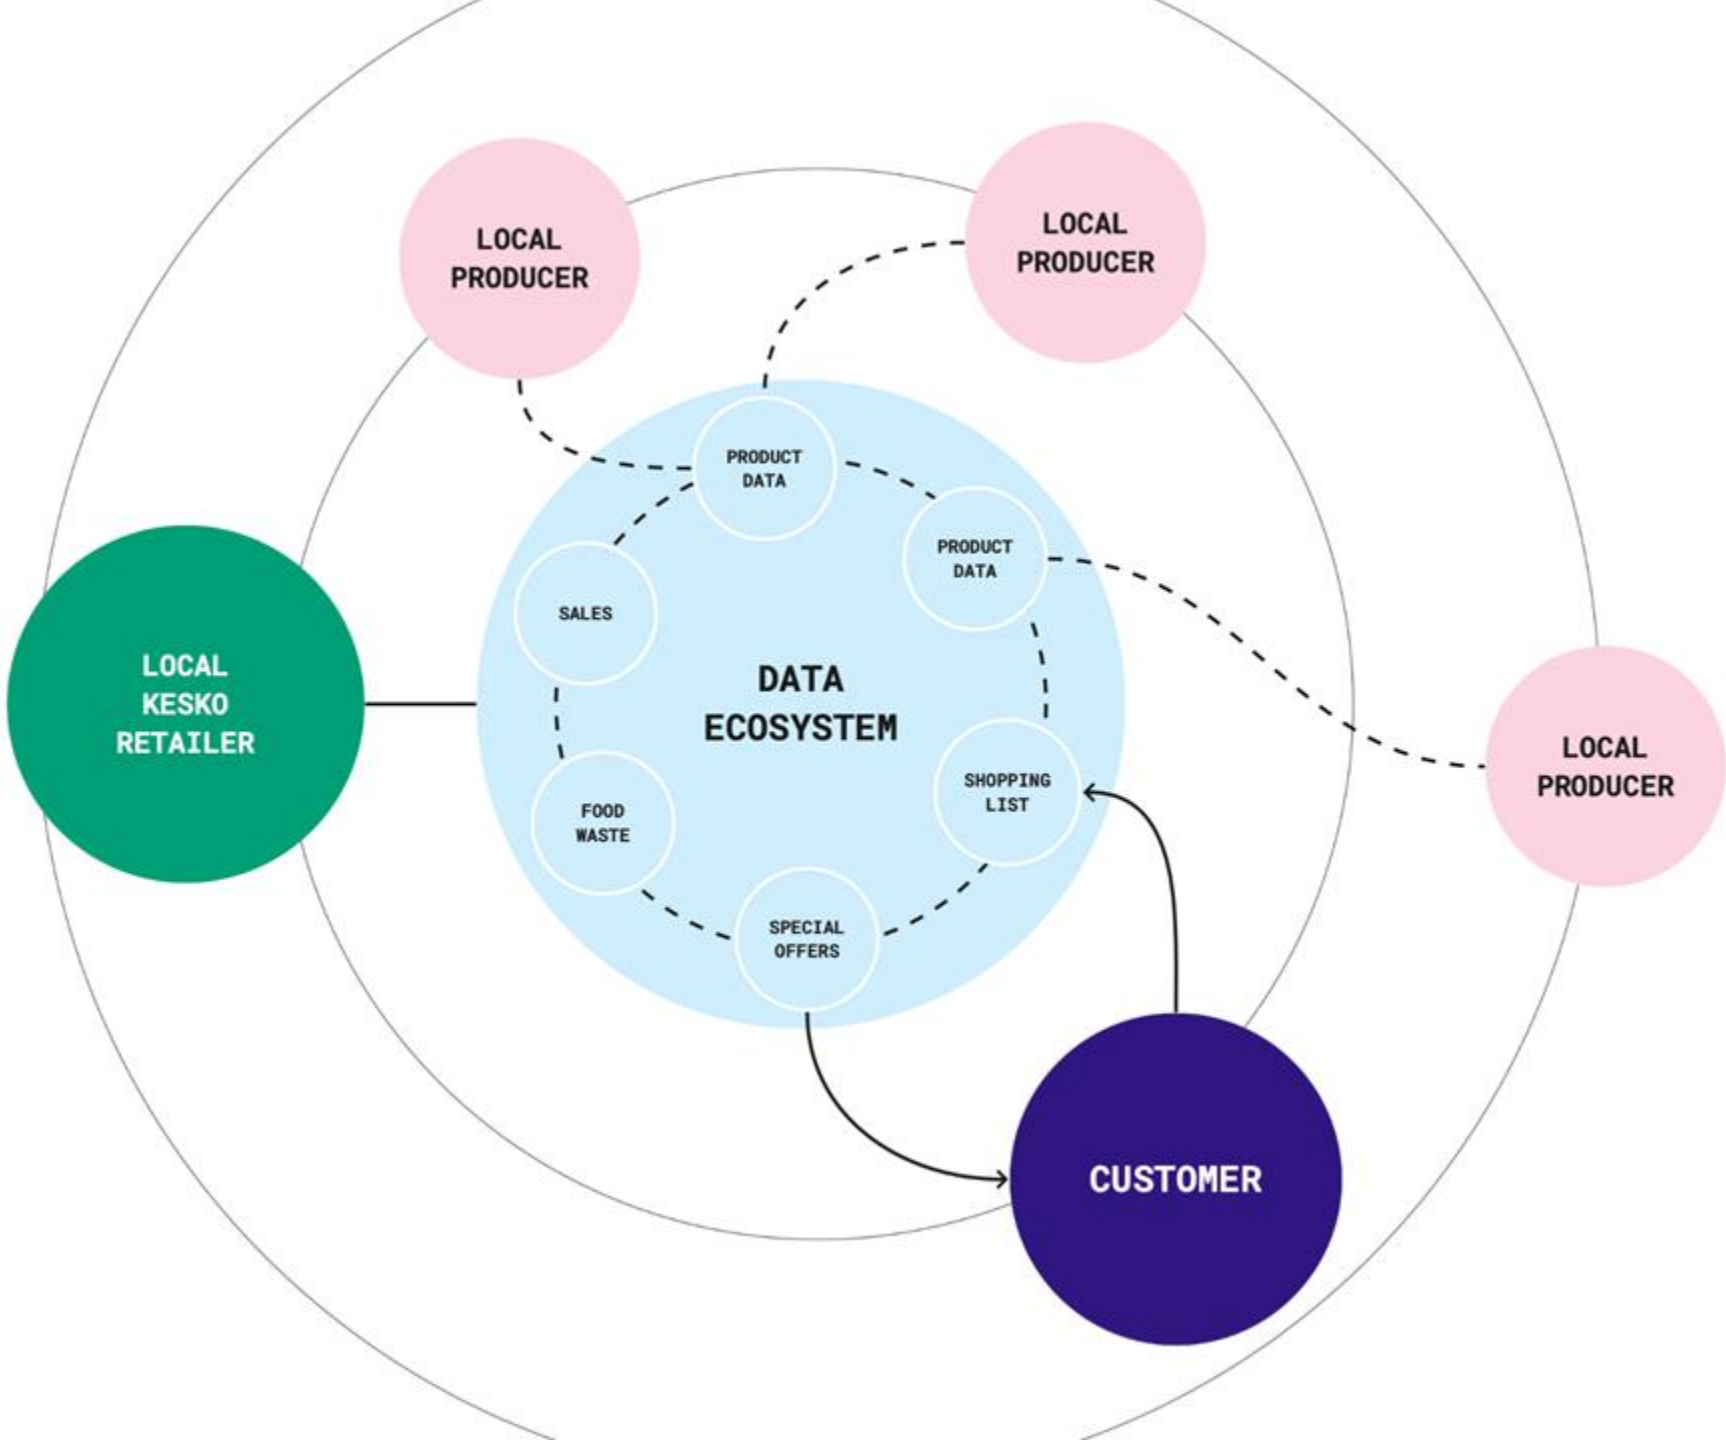 LOCAL
PRODUCER
LOCAL
PRODUCER
PRODUCT
DATA
PRODUCT
DATA
SALES
LOCAL
KESKO
RETAILER
DATA
ECOSYSTEM
SHOPPING
LIST
LOCAL
PRODUCER
FOOD
WASTE
SPECIAL
OFFERS
CUSTOMER